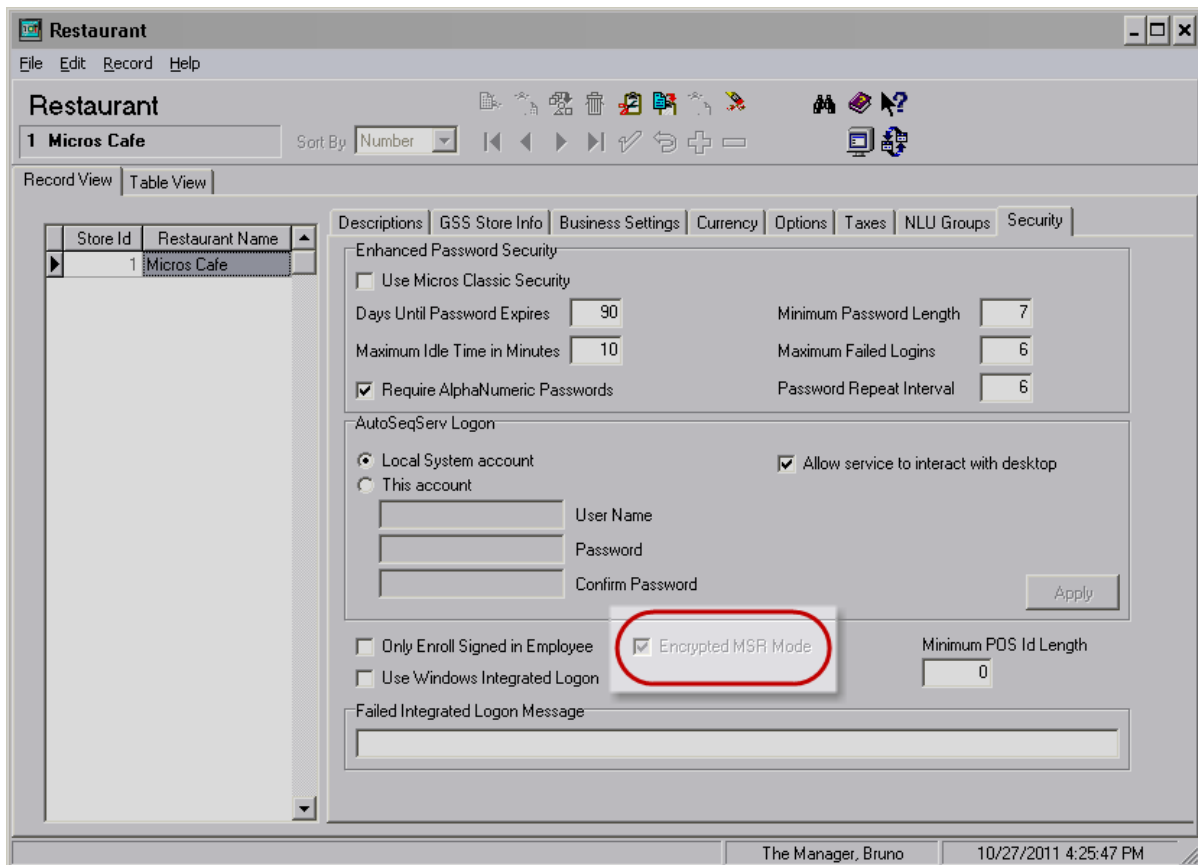 Restaurant
File Edit Record Help
Restaurant
1 Micros Cafe
Sort By Number
Record View Table View
Store Id Restaurant Name
1 Micros Cafe
Descriptions GSS Store Info Business Settings Currency Options Taxes NLU Groups Security
Enhanced Password Security
Use Micros Classic Security
Days Until Password Expires 90 Minimum Password Length 7
Maximum Idle Time in Minutes 10 Maximum Failed Logins 6
Require AlphaNumeric Passwords Password Repeat Interval 6
AutoSeqServ Logon
Local System account Allow service to interact with desktop
This account
User Name
Password
Confirm Password
Apply
Only Enroll Signed in Employee Encrypted MSR Mode Minimum POS Id Length
Use Windows Integrated Logon 0
Failed Integrated Logon Message
The Manager, Bruno 10/27/2011 4:25:47 PM